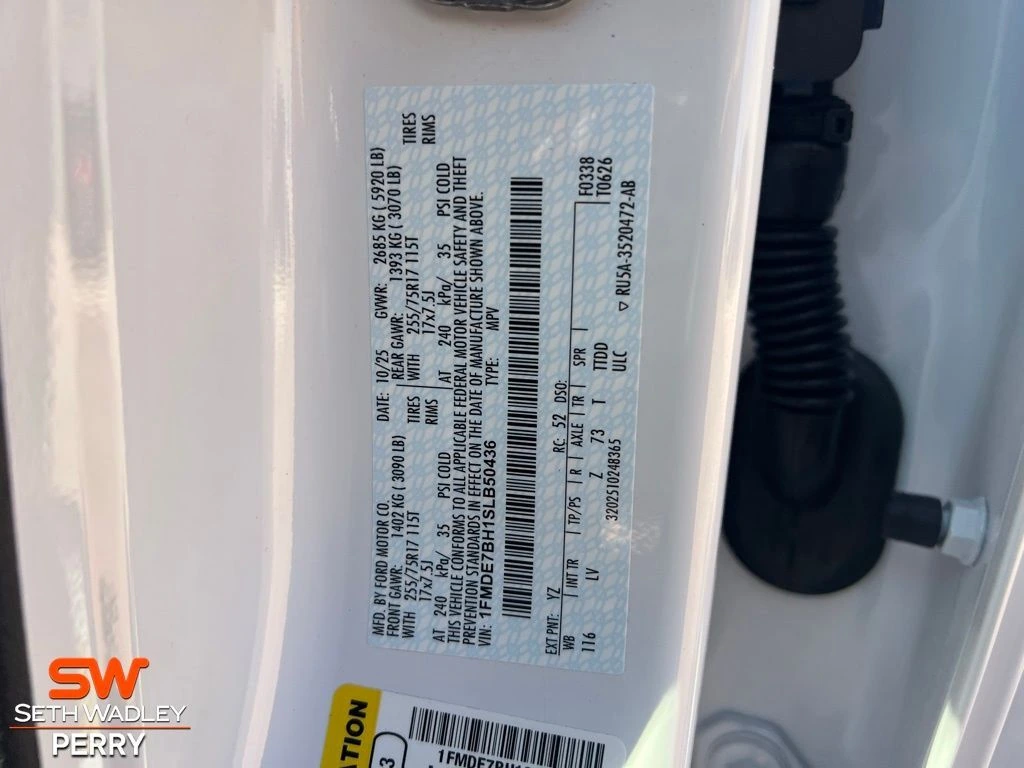 MFD. BY FORD MOTOR CO.
DATE: 10/25
GVWR: 2685 KG ( 5920 LB)
FRONT GAWR: 1402 KG ( 3090 LB)
REAR GAWR: 1393 KG ( 3070 LB)
WITH 255/75R17 115T TIRES
WITH 255/75R17 115T TIRES
17x7.5J RIMS
17x7.5J RIMS
AT 240 kPa/ 35 PSI COLD
AT 240 kPa/ 35 PSI COLD
THIS VEHICLE CONFORMS TO ALL APPLICABLE FEDERAL MOTOR VEHICLE SAFETY AND THEFT
PREVENTION STANDARDS IN EFFECT ON THE DATE OF MANUFACTURE SHOWN ABOVE.
VIN: 1FMDE7BH1SLB50436
TYPE: MPV
EXT PNT: YZ RC: 52 DSO: F0338
T0626
WB INT TR TP/PS R AXLE TR SPR
116 LV Z 73 T TTDD
ULC
3202510248365
▽ RU5A-3520472-AB
SW
SETH WADLEY
PERRY